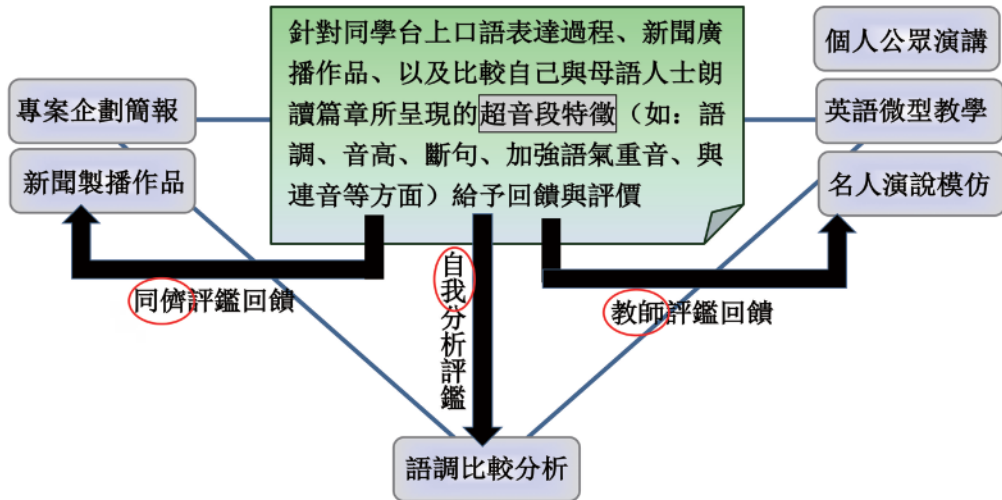 針對同學台上口語表達過程、新聞廣
播作品、以及比較自己與母語人士朗
讀篇章所呈現的超音段特徵（如：語
調、音高、斷句、加強語氣重音、與
連音等方面）給予回饋與評價
專案企劃簡報
新聞製播作品
個人公眾演講
英語微型教學
名人演說模仿
同儕評鑑回饋
自我分析評鑑
教師評鑑回饋
語調比較分析